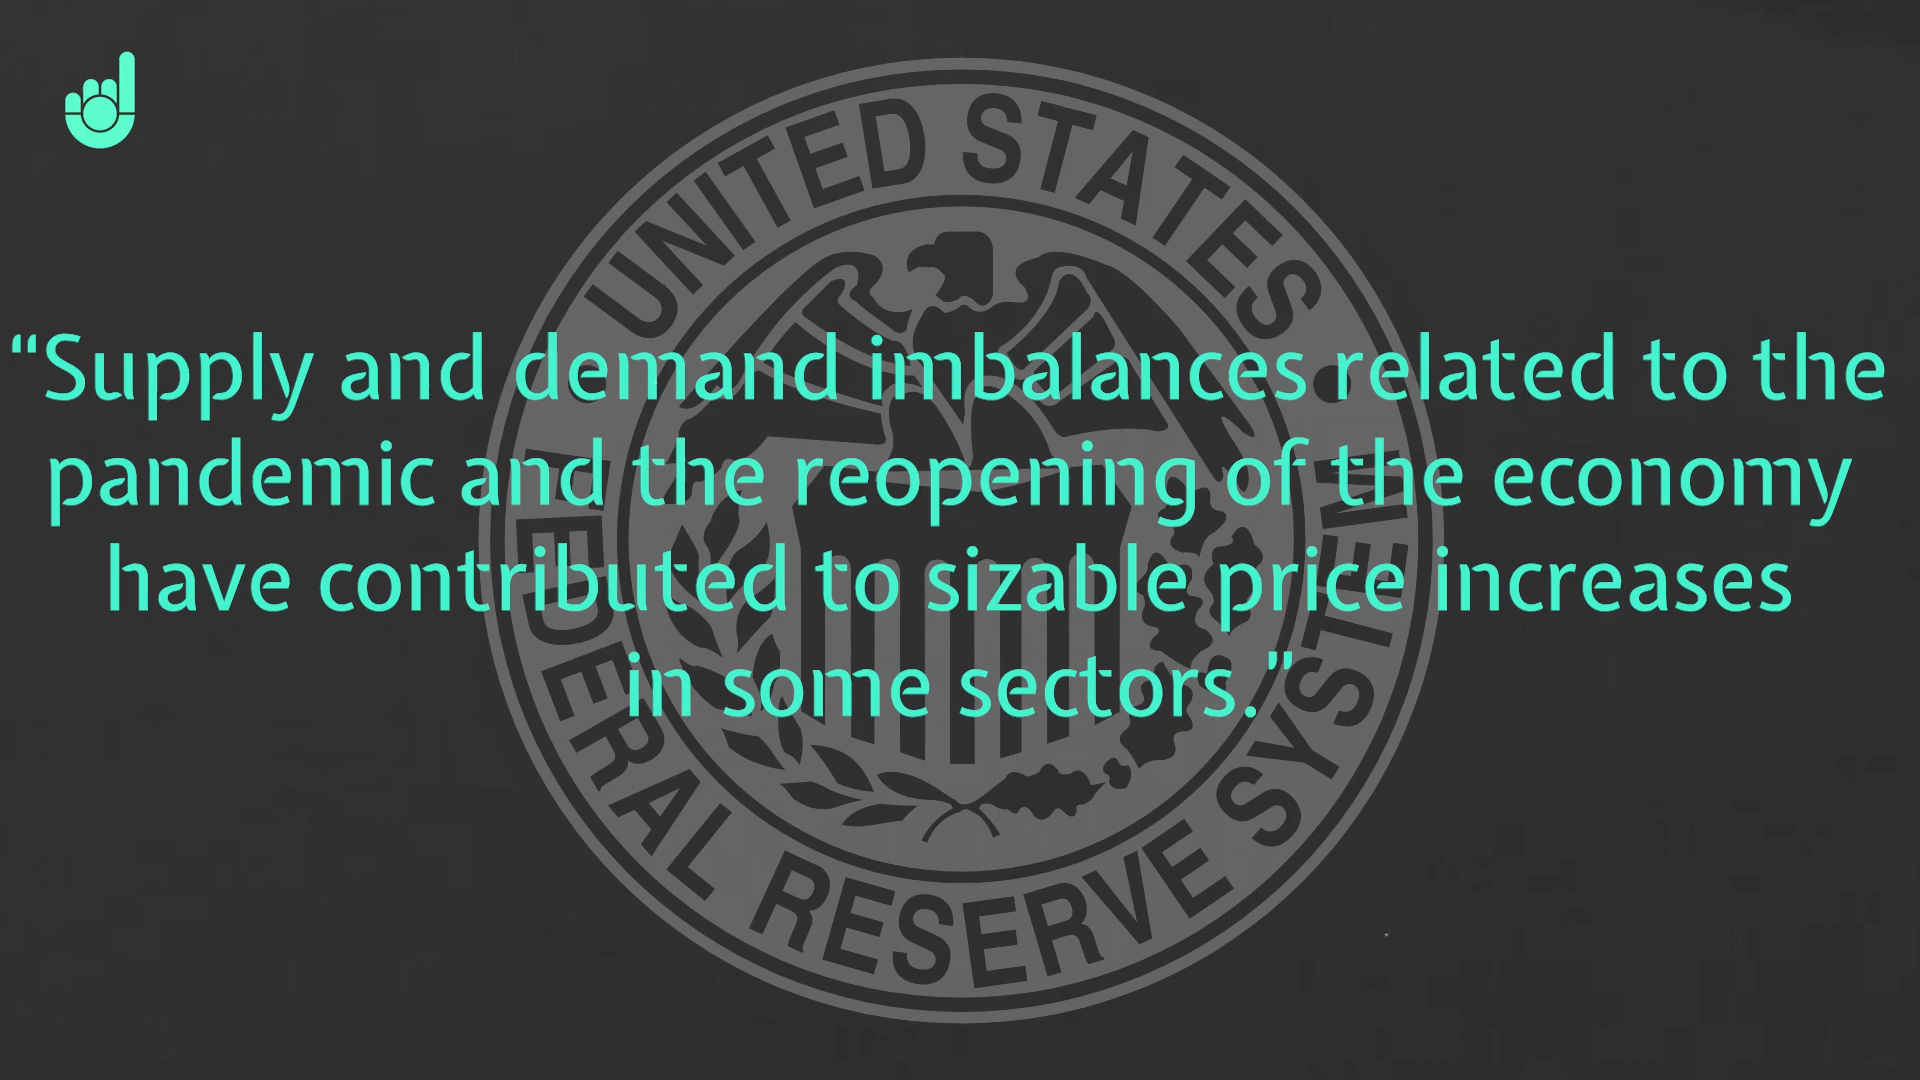 UNITED STATES
“Supply and demand imbalances related to the
pandemic and the reopening of the economy
have contributed to sizable price increases
in some sectors.”
FEDERAL RESERVE SYSTEM